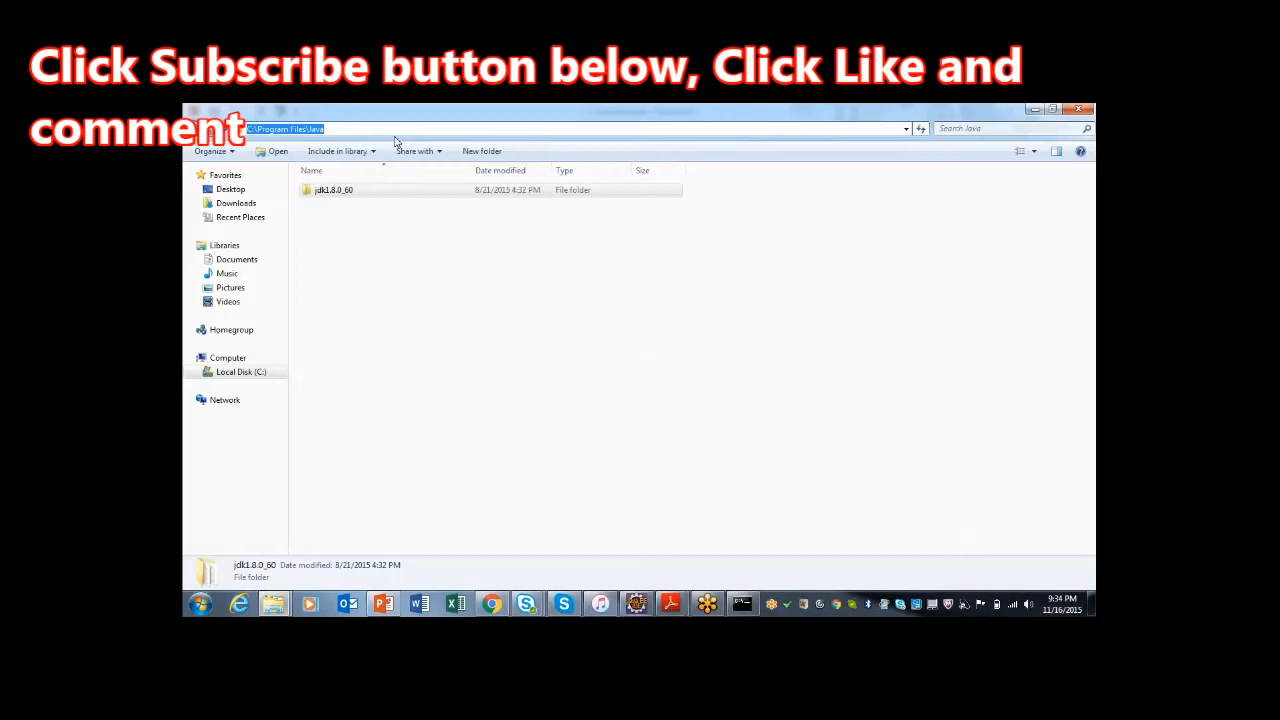 Click Subscribe button below, Click Like and
comment
C:\Program Files\Java
Search Java
Organize Open Include in library Share with New folder
Name Date modified Type Size
jdk1.8.0_60 8/21/2015 4:32 PM File folder
Favorites
Desktop
Downloads
Recent Places
Libraries
Documents
Music
Pictures
Videos
Homegroup
Computer
Local Disk (C:)
Network
jdk1.8.0_60 Date modified: 8/21/2015 4:32 PM
File folder
9:34 PM
11/16/2015